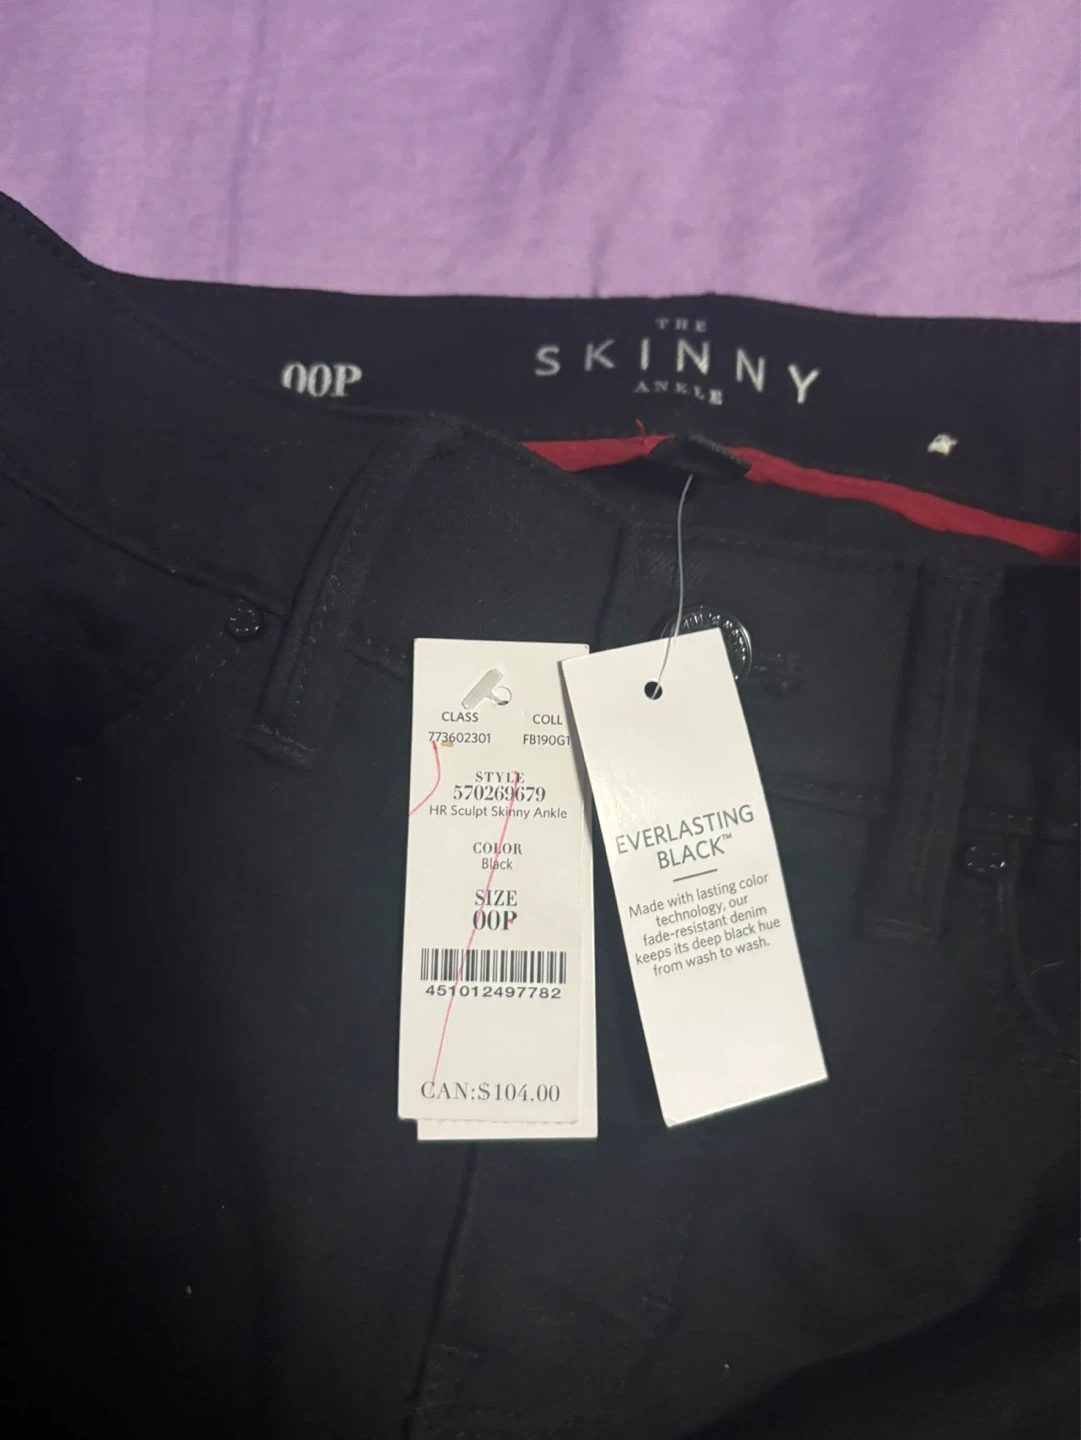 OOP
THE
SKINNY
ANKLE
CLASS COLL
773602301 FB190G1
STYLE
570269679
HR Sculpt Skinny Ankle
COLOR
Black
SIZE
OOP
451012497782
CAN:$104.00
EVERLASTING
BLACK™
Made with lasting color
technology, our
fade-resistant denim
keeps its deep black hue
from wash to wash.